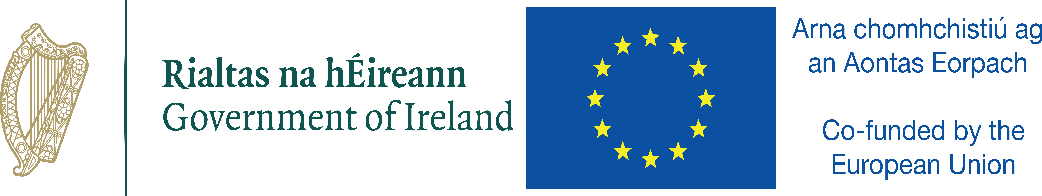 Rialtas na hÉireann
Government of Ireland
Arna chomhchistiú ag
an Aontas Eorpach
Co-funded by the
European Union